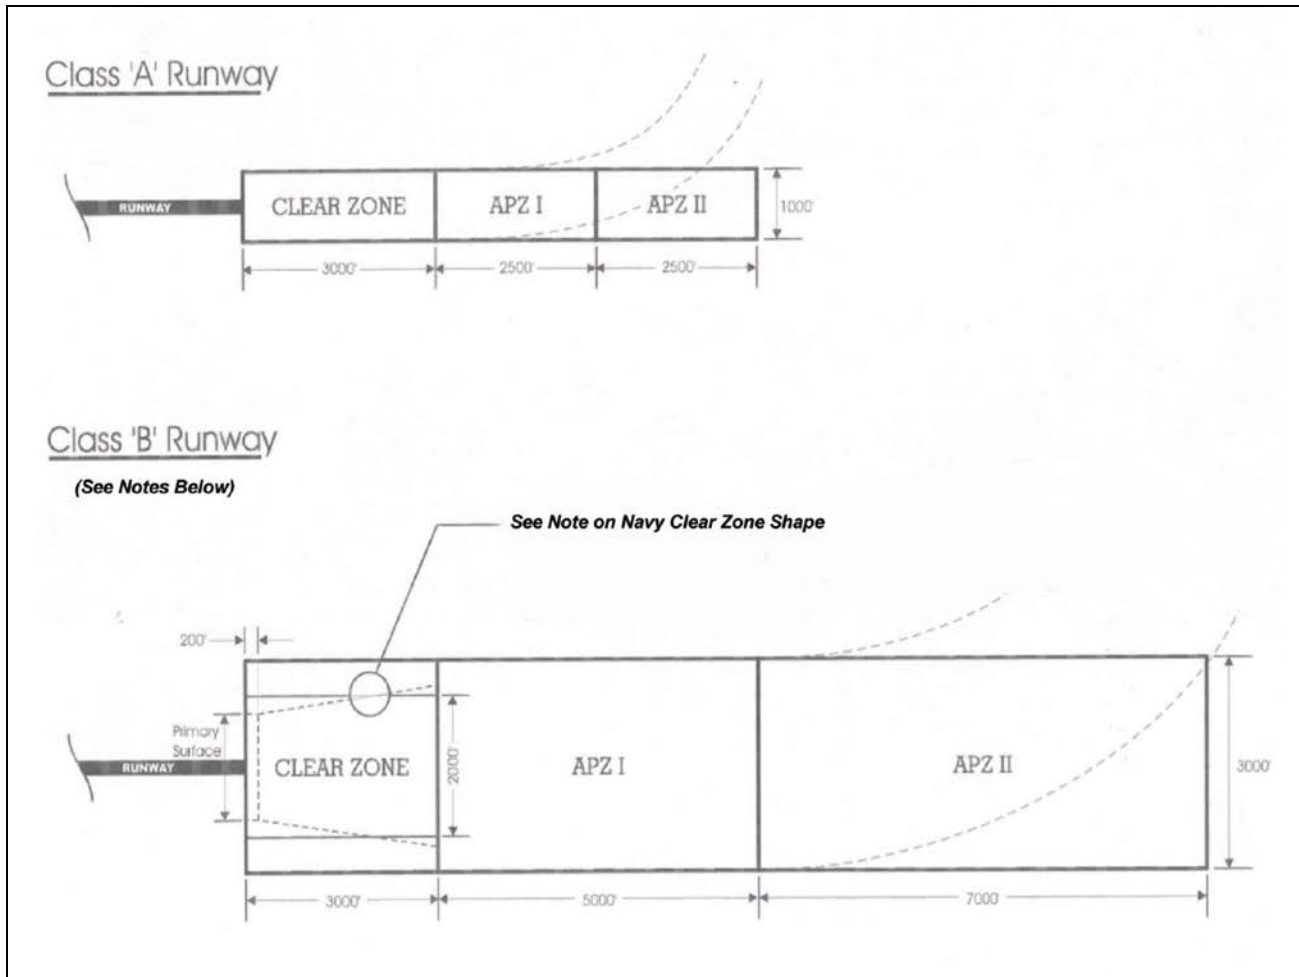 Class 'A' Runway
RUNWAY
CLEAR ZONE
APZ I
APZ II
1000'
3000'
2500'
2500'
Class 'B' Runway
(See Notes Below)
See Note on Navy Clear Zone Shape
200'
Primary
Surface
RUNWAY
CLEAR ZONE
2000'
APZ I
APZ II
3000'
3000'
5000'
7000'